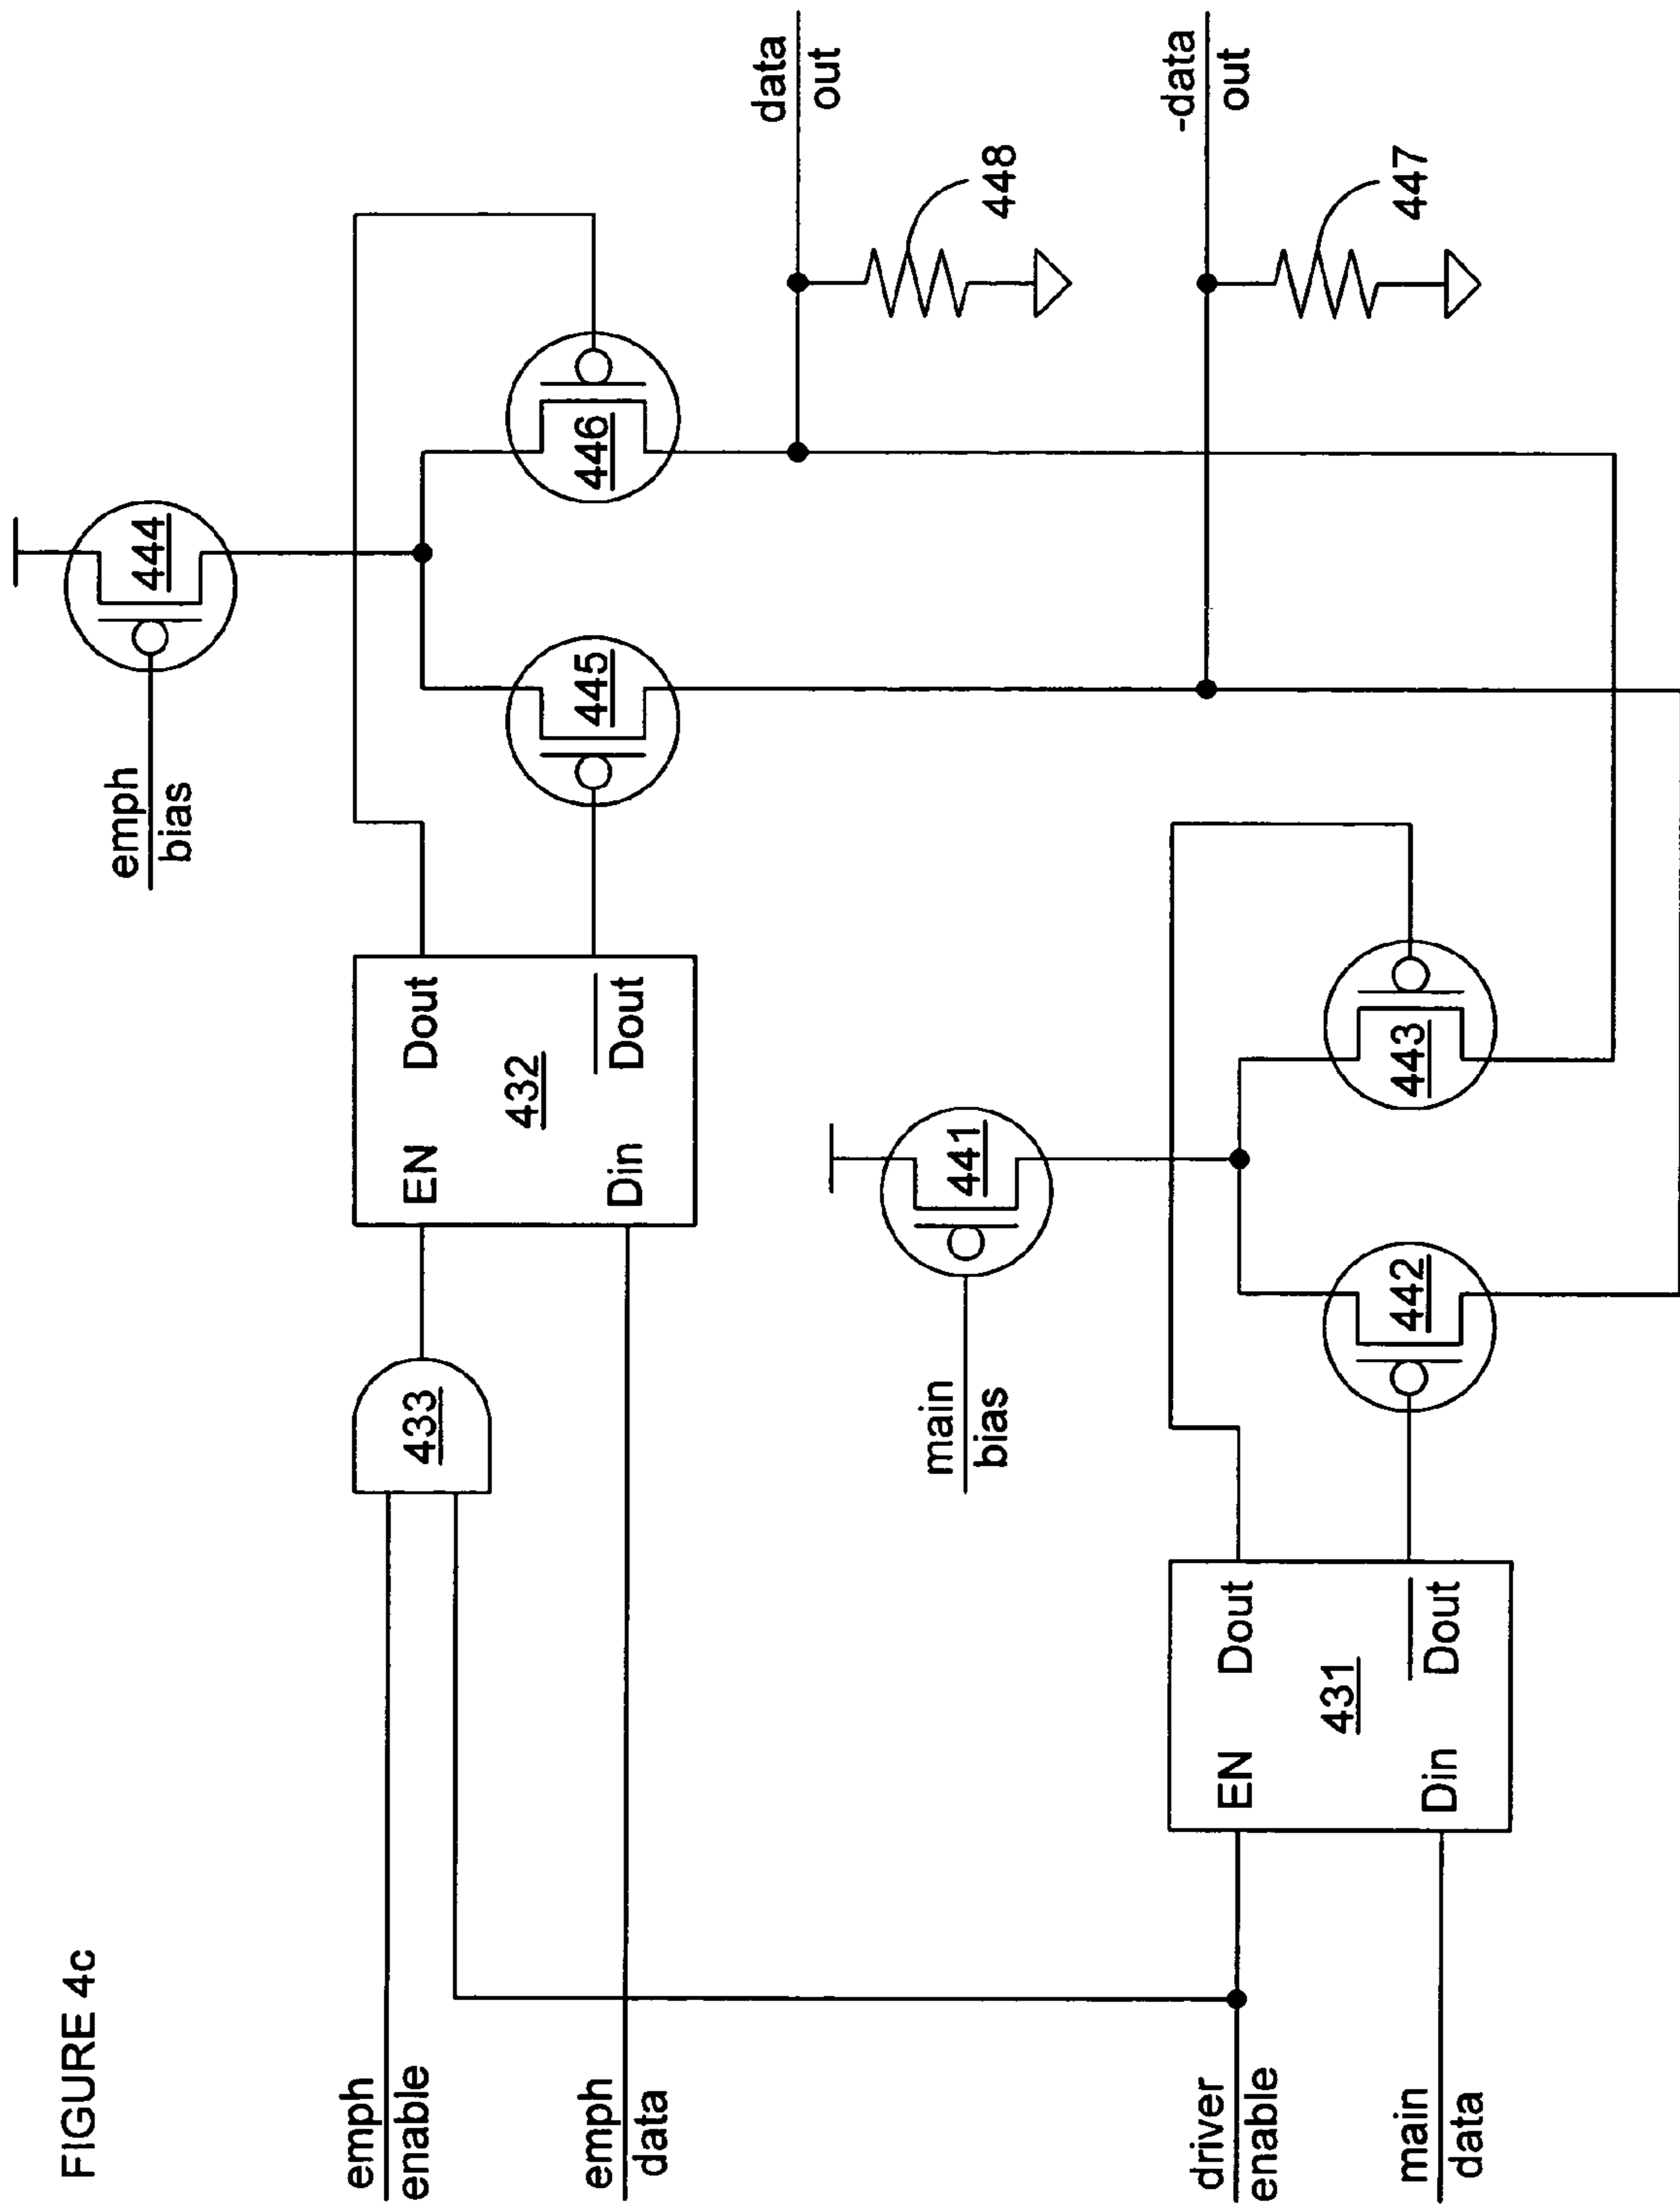 FIGURE 4c
emph
enable
emph
data
driver
enable
main
data
433
EN
Dout
432
Din
Dout
emph
bias
444
445
446
main
bias
441
EN
Dout
431
Din
Dout
442
443
data
out
448
-data
out
447